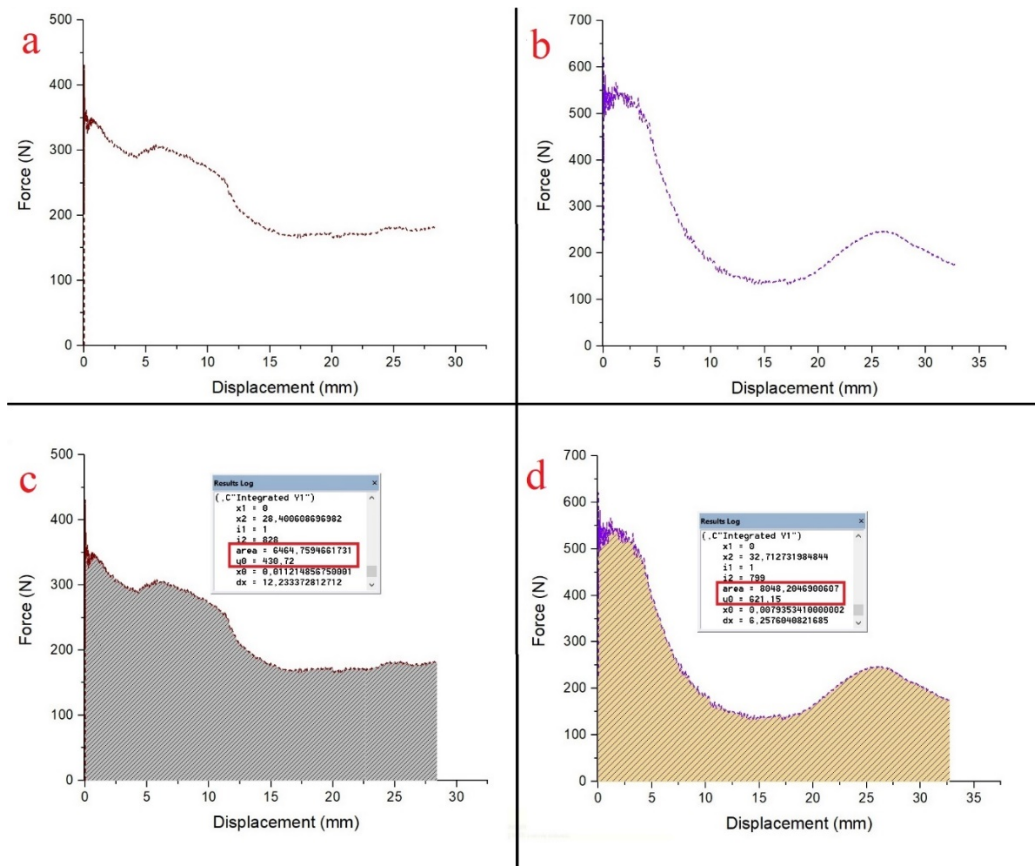 a
500
400
300
200
100
0
Force (N)
0 5 10 15 20 25 30
Displacement (mm)
b
700
600
500
400
300
200
100
0
Force (N)
0 5 10 15 20 25 30 35
Displacement (mm)
c
500
400
300
200
100
0
Force (N)
Results Log ×
(,C"Integrated Y1")
x1 = 0
x2 = 28,400608696982
i1 = 1
i2 = 828
area = 6464,7594661731
y0 = 430,72
x0 = 0,011214856750001
dx = 12,233372812712
0 5 10 15 20 25 30
Displacement (mm)
d
700
600
500
400
300
200
100
0
Force (N)
Results Log ×
(,C"Integrated Y1")
x1 = 0
x2 = 32,712731984844
i1 = 1
i2 = 799
area = 8048,2046900607
y0 = 621,15
x0 = 0,0079353410000002
dx = 6,2576040821685
0 5 10 15 20 25 30 35
Displacement (mm)